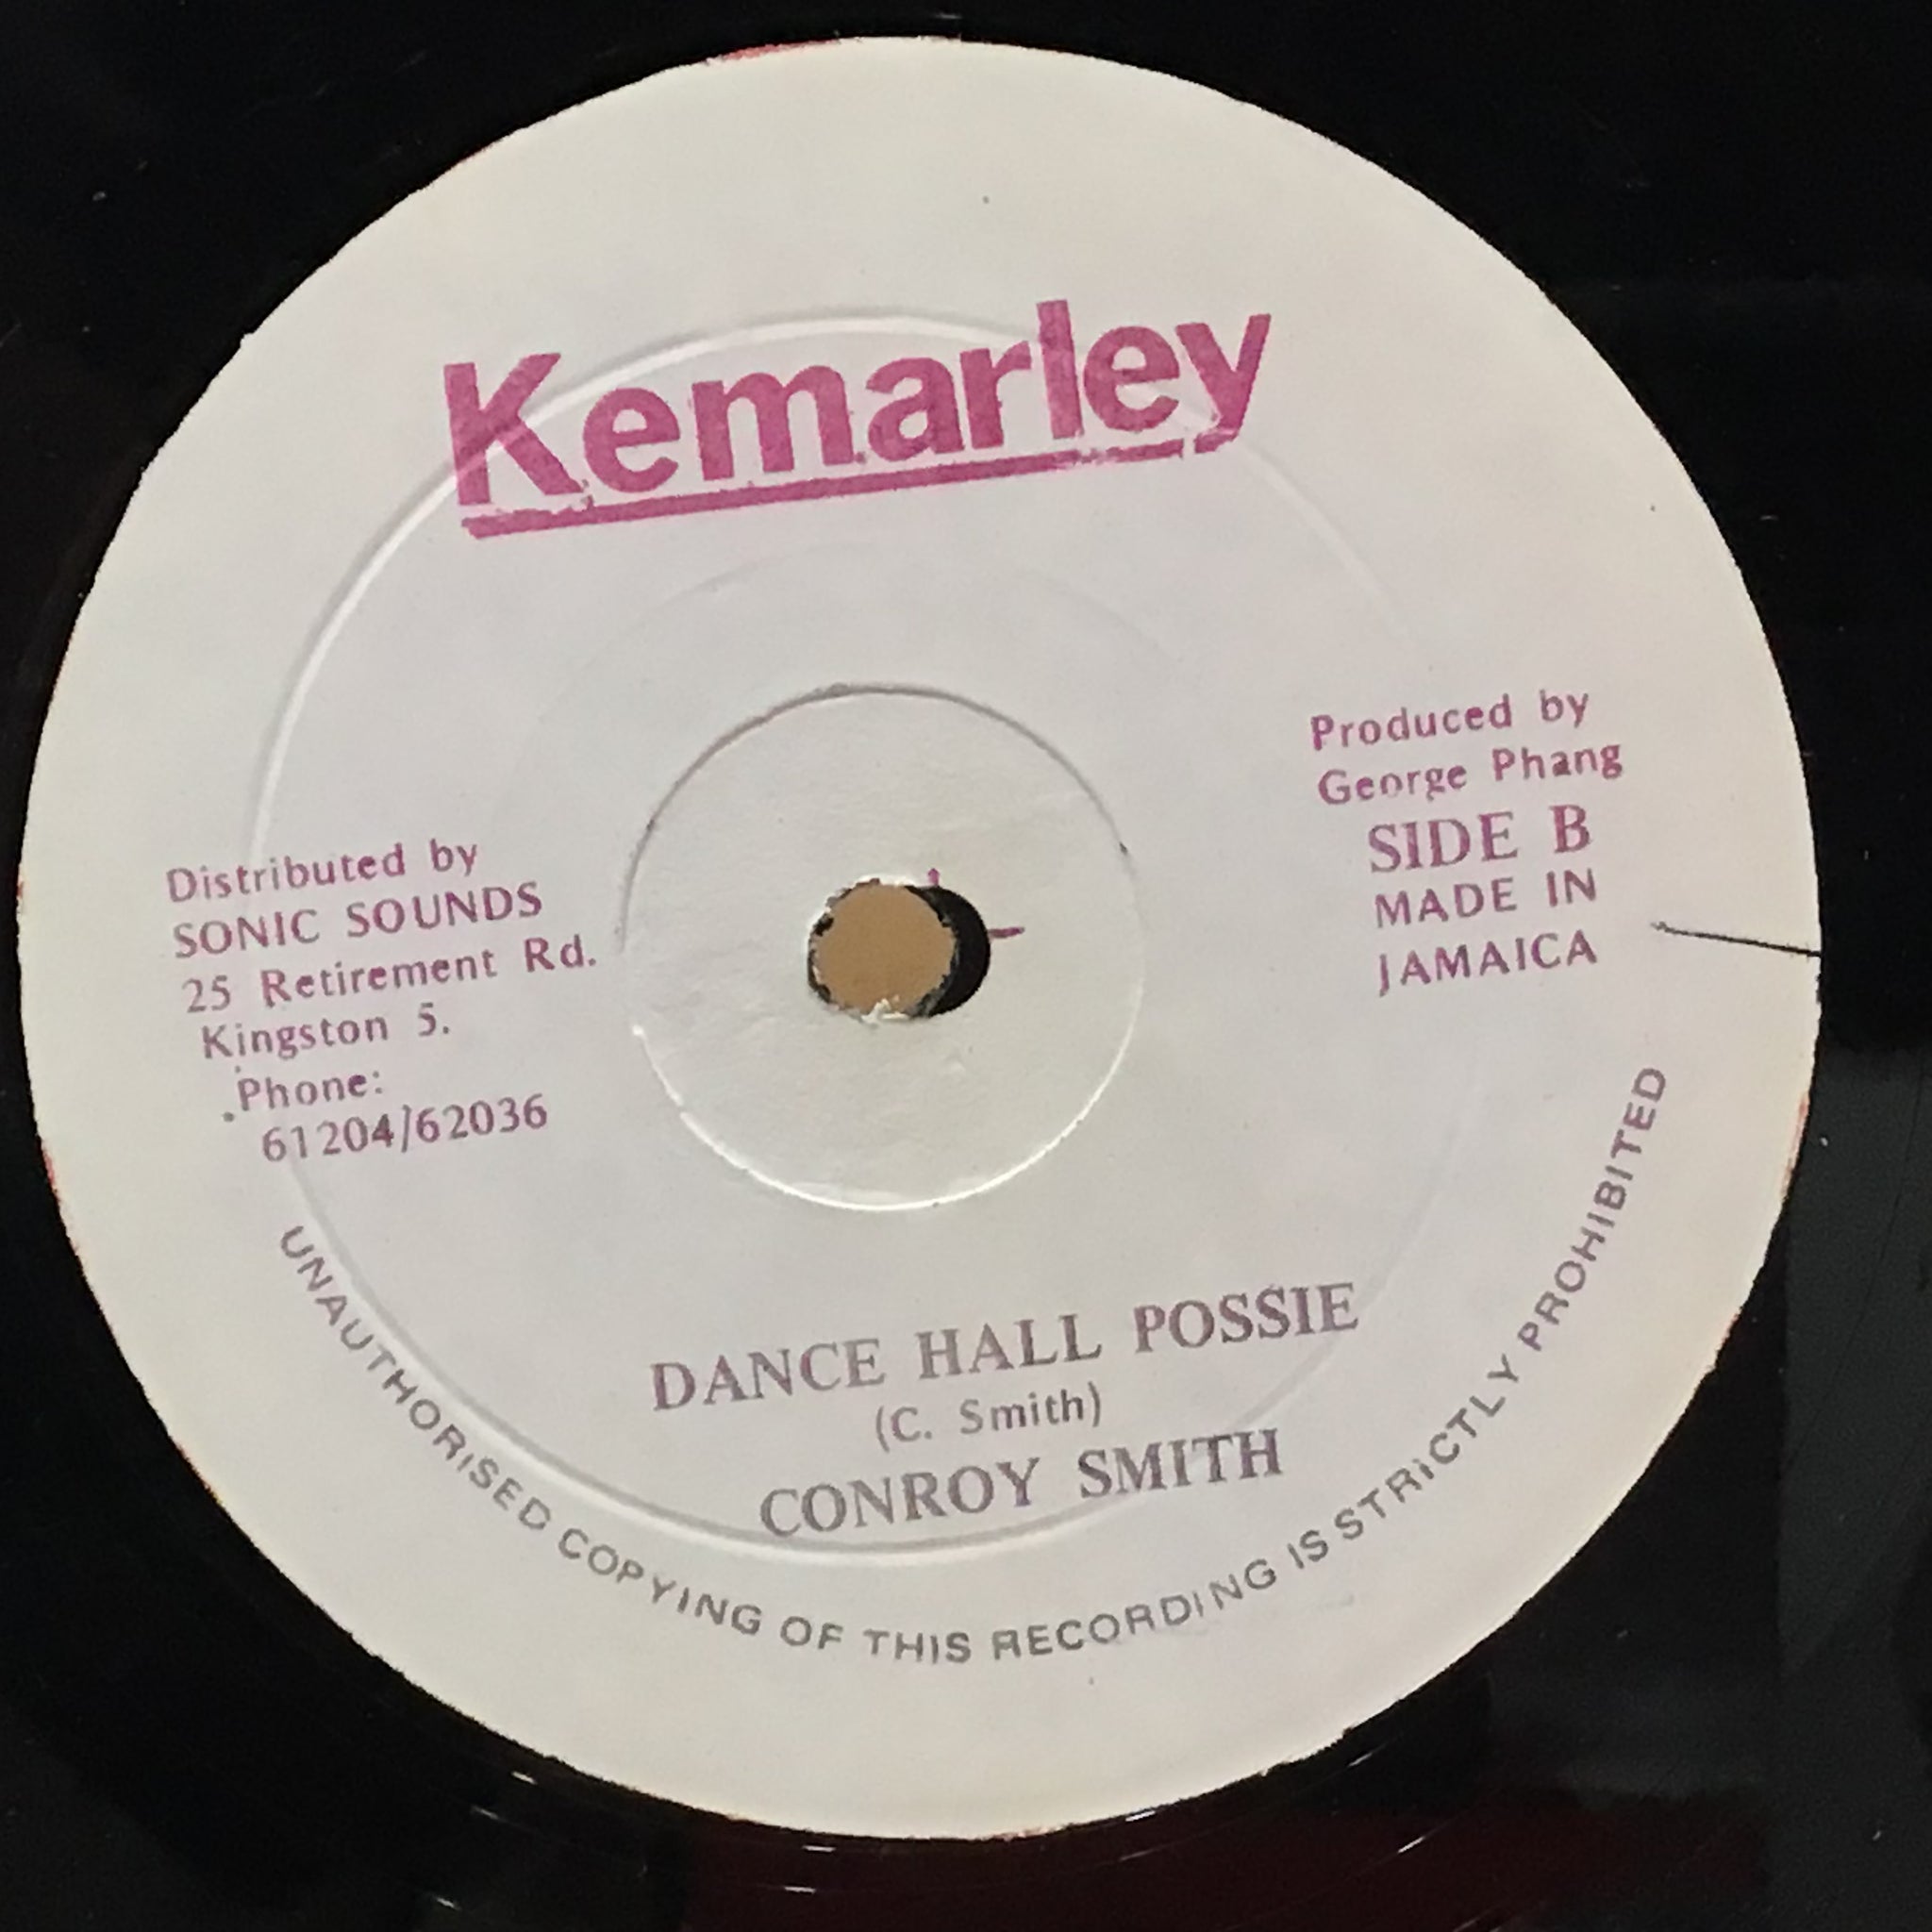 Kemarley
Distributed by
SONIC SOUNDS
25 Retirement Rd.
Kingston 5.
Phone:
61204/62036
Produced by
George Phang
SIDE B
MADE IN
JAMAICA
DANCE HALL POSSIE
(C. Smith)
CONROY SMITH
UNAUTHORISED COPYING OF THIS RECORDING IS STRICTLY PROHIBITED